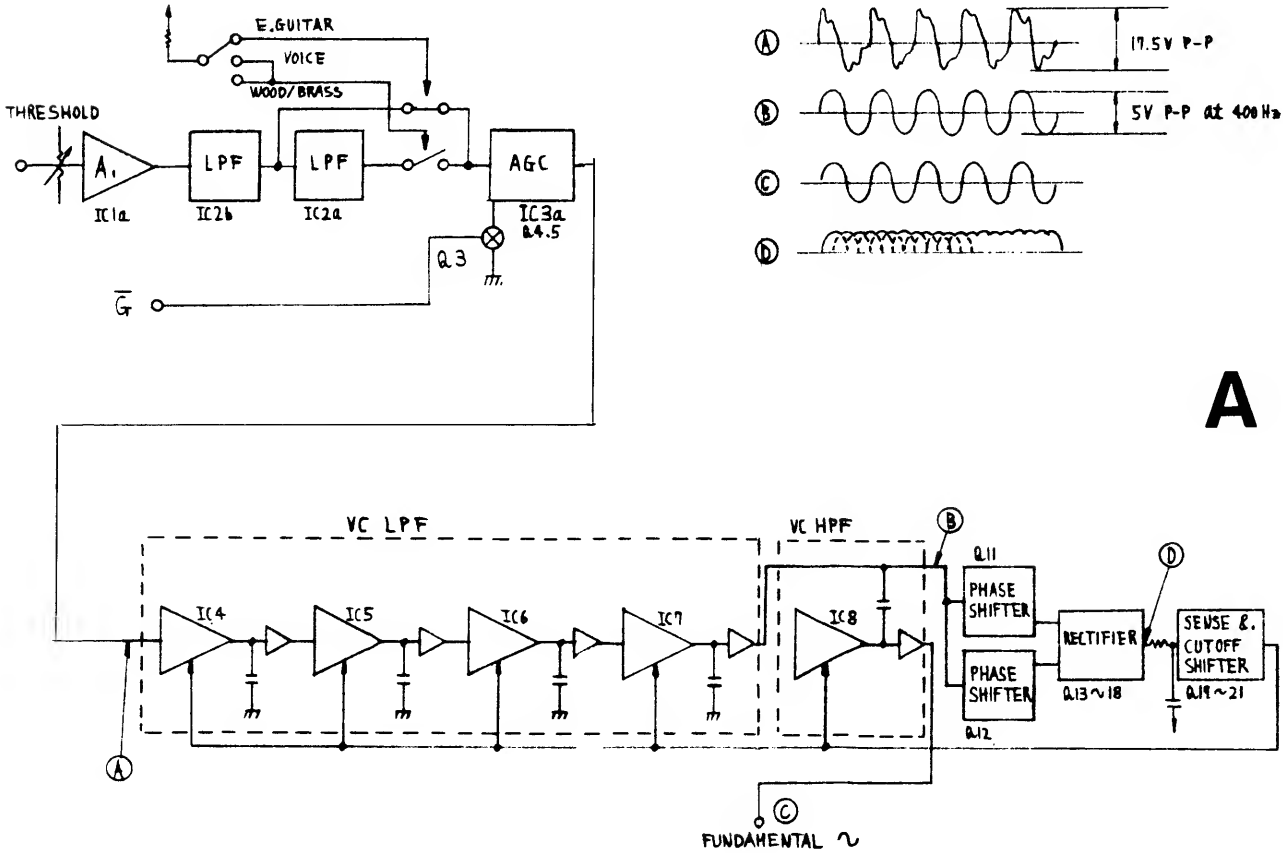 E.GUITAR
VOICE
WOOD/BRASS
THRESHOLD
A.
IC1a
LPF
IC2b
LPF
IC2a
AGC
IC3a
Q4.5
Q3
G̅
A
17.5V P-P
B
5V P-P at 400Hz
C
D
A
VC LPF
IC4
IC5
IC6
IC7
VC HPF
IC8
B
Q11
PHASE
SHIFTER
PHASE
SHIFTER
Q12
RECTIFIER
Q13~18
D
SENSE &.
CUTOFF
SHIFTER
Q19~21
A
C
FUNDAMENTAL ~